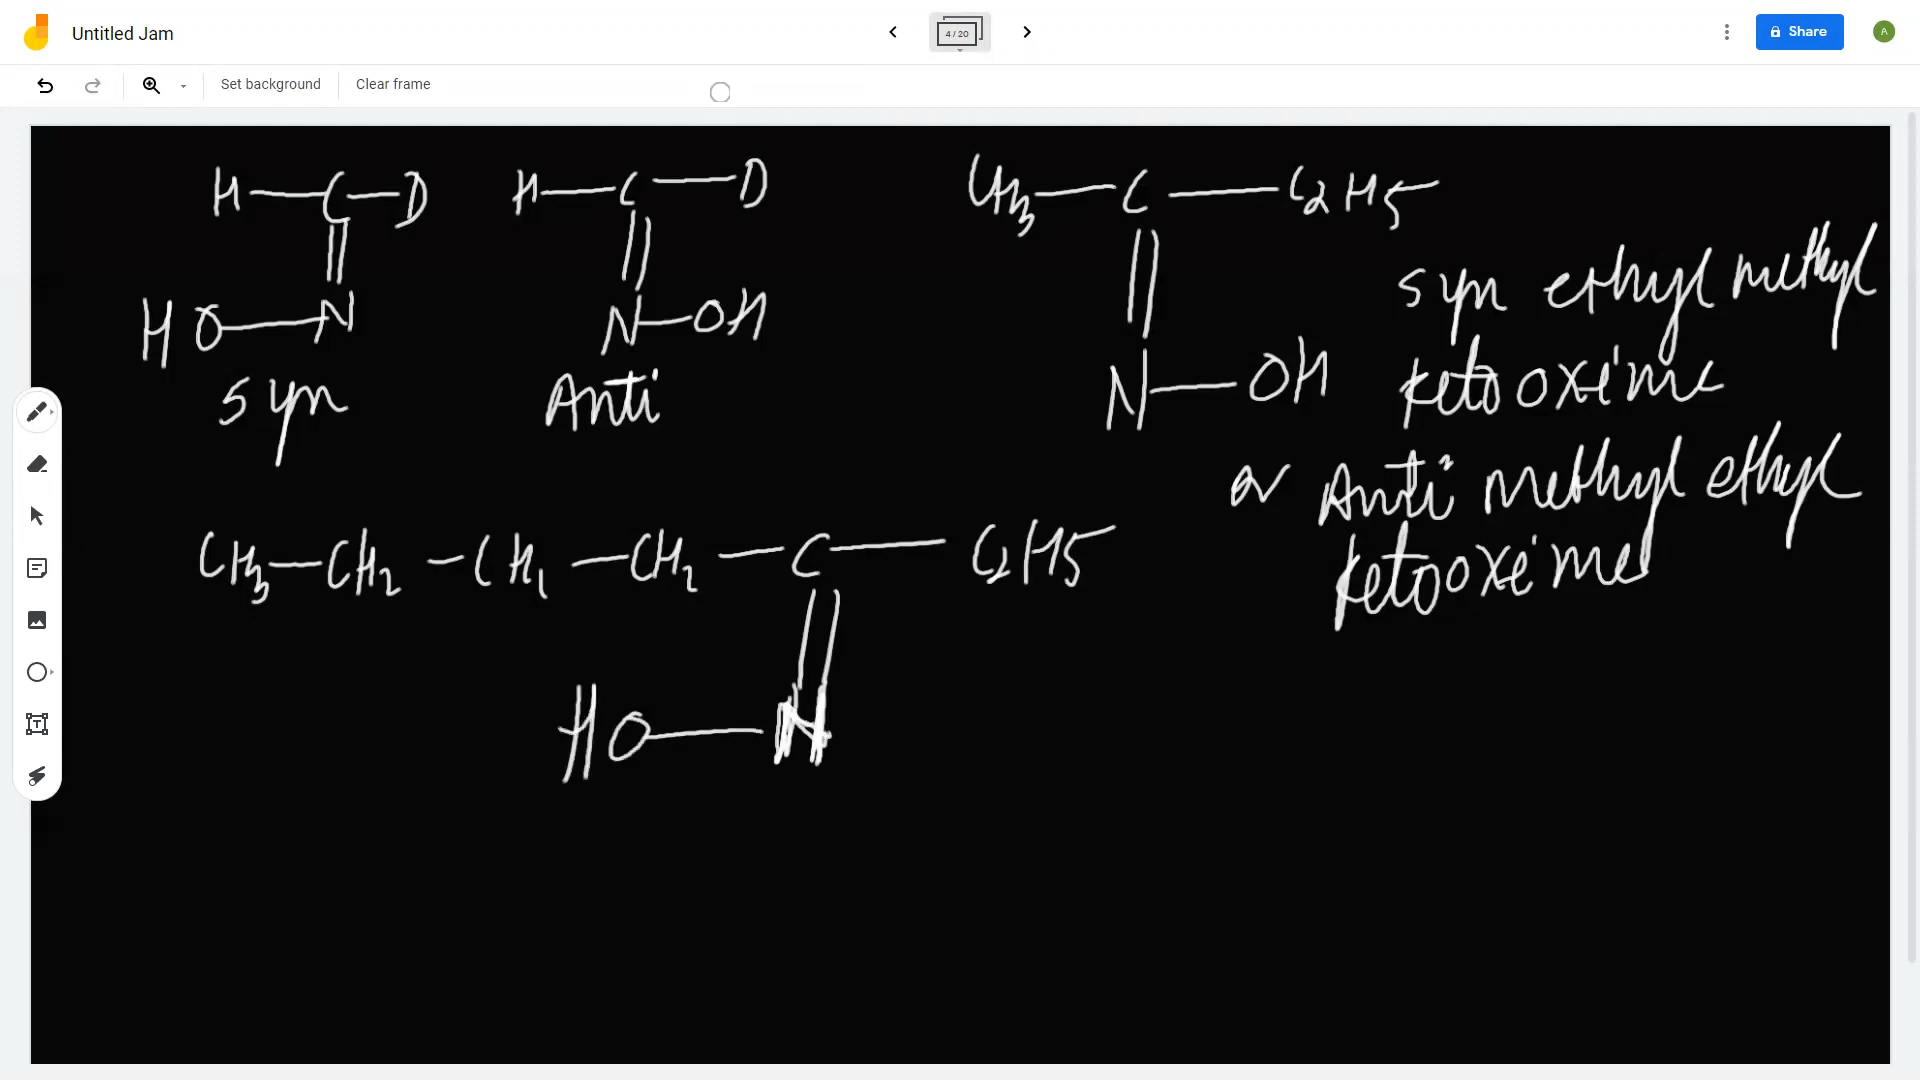 Untitled Jam
4 / 20
Share
A
Set background
Clear frame
H—C—D
H—C—D
CH3—C—C2H5
HO—N
N—OH
syn ethyl methyl
N—OH
ketooxime
Syn
Anti
or Anti methyl ethyl
ketooxime
CH3—CH2—CH2—CH2—C—C2H5
HO—N